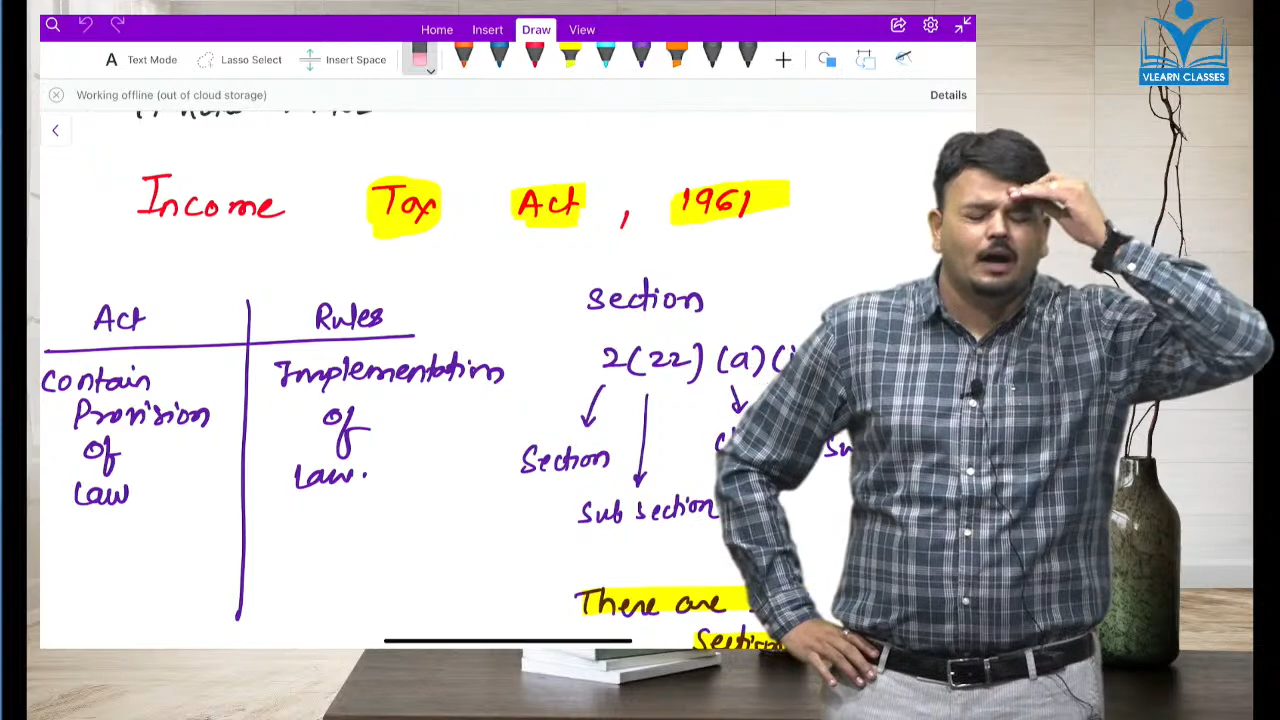 Home Insert Draw View
Text Mode Lasso Select Insert Space
Working offline (out of cloud storage) Details
VLEARN CLASSES
Income Tax Act, 1961
Act Rules
Contain Provision of Law
Implementation of Law.
Section
2(22) (a) (i
Section
Sub section
There are
Section